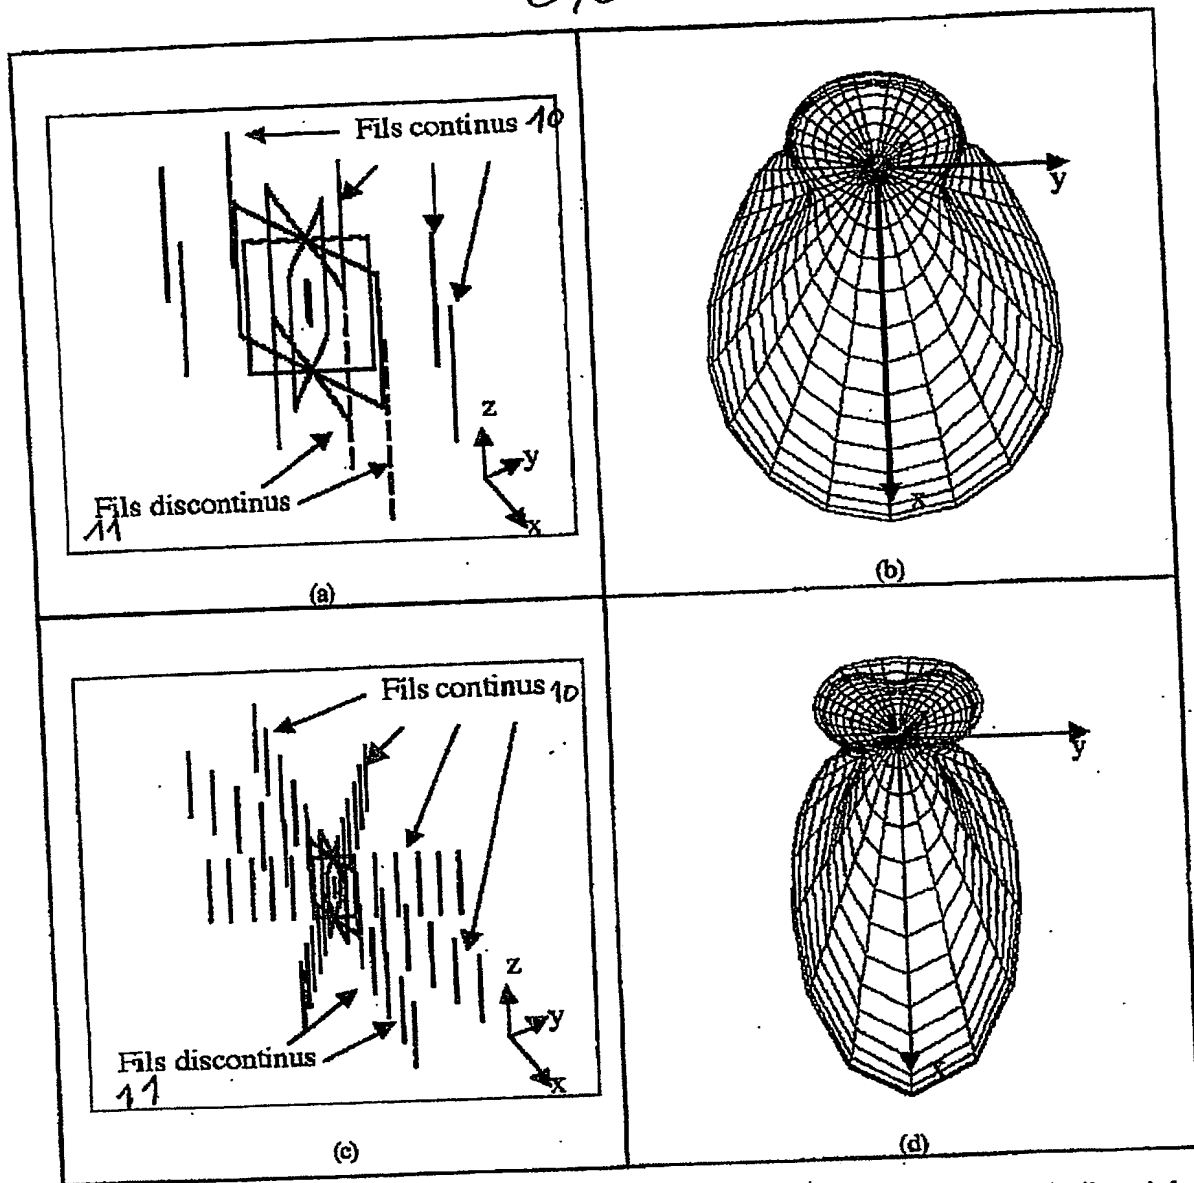 Fils continus 10
z
y
x
Fils discontinus
11
(a)
y
x
(b)
Fils continus 10
z
y
x
Fils discontinus
11
(c)
y
x
(d)